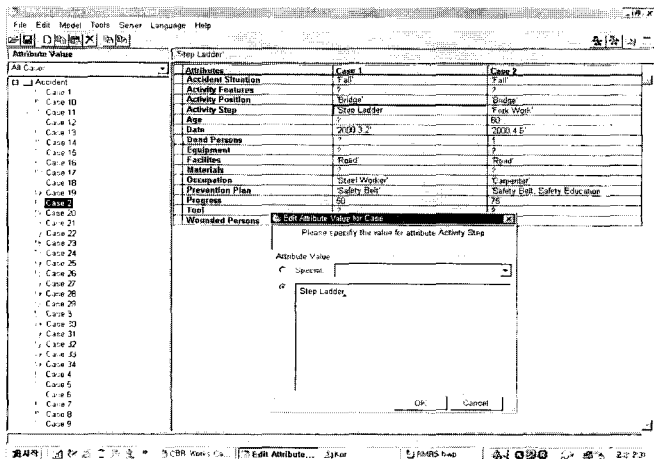 File Edit Model Tools Server Language Help
Attribute Value
'Step Ladder'
All Cases
Accident
Case 1
Case 10
Case 11
Case 12
Case 13
Case 14
Case 15
Case 16
Case 17
Case 18
Case 19
Case 2
Case 20
Case 21
Case 22
Case 23
Case 24
Case 25
Case 26
Case 27
Case 28
Case 29
Case 3
Case 30
Case 31
Case 32
Case 33
Case 34
Case 4
Case 5
Case 6
Case 7
Case 8
Case 9
Attributes Case 1 Case 2
Accident Situation 'Fall' 'Fall'
Activity Features ? ?
Activity Position 'Bridge' 'Bridge'
Activity Step 'Step Ladder' 'Form Work'
Age ? 60
Date '2000.3.2' '2000.4.6'
Dead Persons ? 1
Equipment ? ?
Facilites 'Road' 'Road'
Materials ? ?
Occupation 'Steel Worker' 'Carpenter'
Prevention Plan 'Safety Belt' 'Safety Belt, Safety Education'
Progress 50 75
Tool ? ?
Wounded Persons
Edit Attribute Value for Case
Please specify the value for attribute Activity Step
Attribute Value
Special:
Step Ladder
OK Cancel
시작 CBR Works Ca... Edit Attribute... Kor RMBS hwp